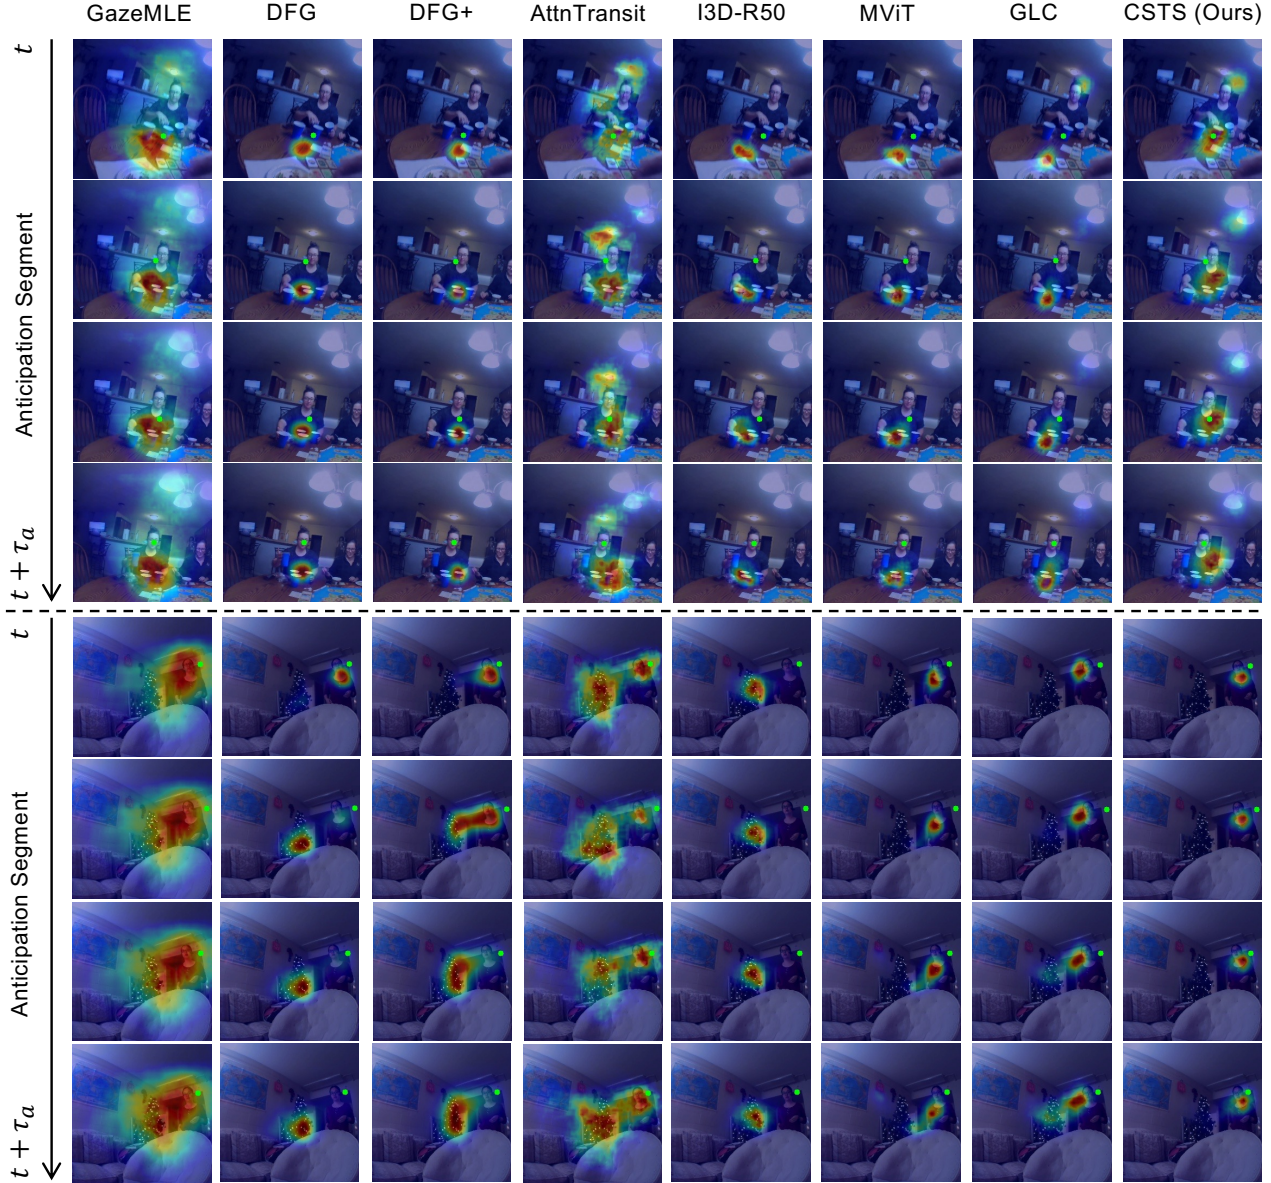 GazeMLE DFG DFG+ AttnTransit I3D-R50 MViT GLC CSTS (Ours)
t
Anticipation Segment
t + τₐ
t
Anticipation Segment
t + τₐ